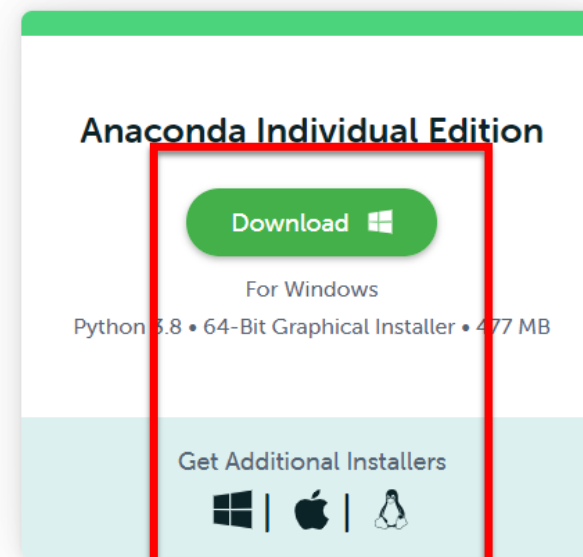 Anaconda Individual Edition
Download
For Windows
Python 3.8 • 64-Bit Graphical Installer • 477 MB
Get Additional Installers
| |